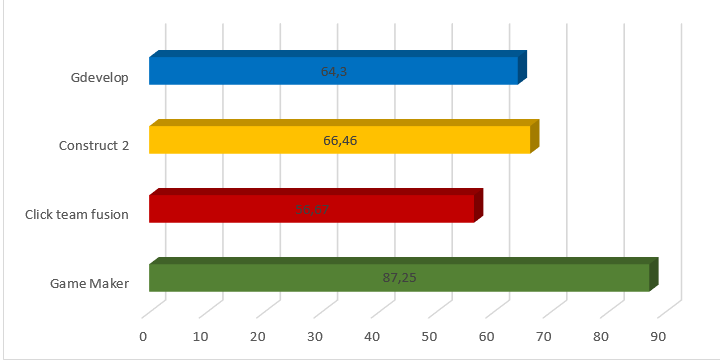 Gdevelop
64,3
Construct 2
66,46
Click team fusion
Game Maker
87,25
0 10 20 30 40 50 60 70 80 90